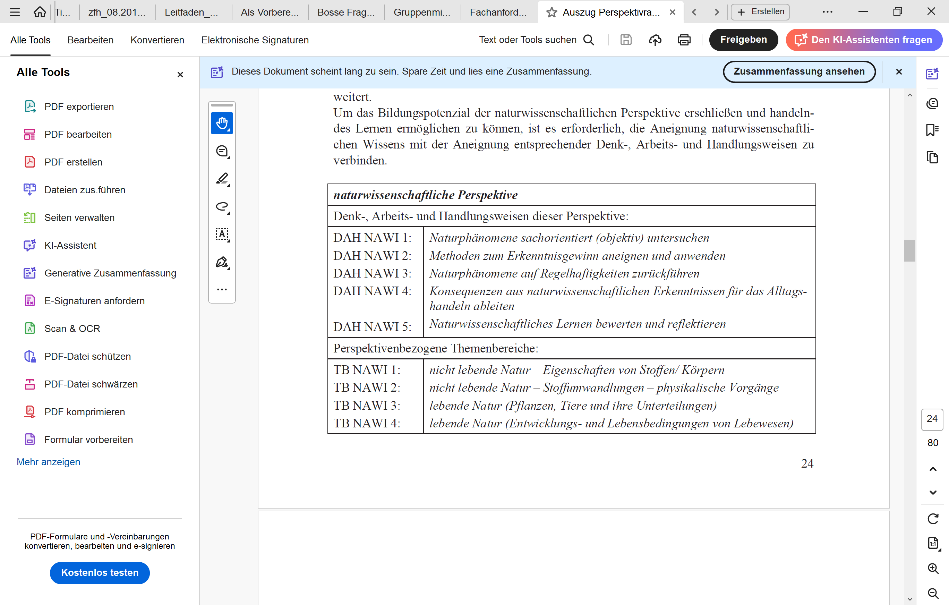 zfh_08.201...
Leitfaden_...
Als Vorbere...
Bosse Frag...
Gruppenmi...
Fachanford...
Auszug Perspektivra...
Erstellen
Alle Tools
Bearbeiten
Konvertieren
Elektronische Signaturen
Text oder Tools suchen
Freigeben
Den KI-Assistenten fragen
Alle Tools
Dieses Dokument scheint lang zu sein. Spare Zeit und lies eine Zusammenfassung.
Zusammenfassung ansehen
PDF exportieren
PDF bearbeiten
PDF erstellen
Dateien zus.führen
Seiten verwalten
KI-Assistent
Generative Zusammenfassung
E-Signaturen anfordern
Scan & OCR
PDF-Datei schützen
PDF-Datei schwärzen
PDF komprimieren
Formular vorbereiten
Mehr anzeigen
PDF-Formulare und -Vereinbarungen
konvertieren, bearbeiten und e-signieren
Kostenlos testen
weitert.
Um das Bildungspotenzial der naturwissenschaftlichen Perspektive erschließen und handeln-
des Lernen ermöglichen zu können, ist es erforderlich, die Aneignung naturwissenschaftli-
chen Wissens mit der Aneignung entsprechender Denk-, Arbeits- und Handlungsweisen zu
verbinden.
naturwissenschaftliche Perspektive
Denk-, Arbeits- und Handlungsweisen dieser Perspektive:
DAH NAWI 1: Naturphänomene sachorientiert (objektiv) untersuchen
DAH NAWI 2: Methoden zum Erkenntnisgewinn aneignen und anwenden
DAH NAWI 3: Naturphänomene auf Regelhaftigkeiten zurückführen
DAH NAWI 4: Konsequenzen aus naturwissenschaftlichen Erkenntnissen für das Alltags-
handeln ableiten
DAH NAWI 5: Naturwissenschaftliches Lernen bewerten und reflektieren
Perspektivenbezogene Themenbereiche:
TB NAWI 1: nicht lebende Natur – Eigenschaften von Stoffen/ Körpern
TB NAWI 2: nicht lebende Natur – Stoffumwandlungen – physikalische Vorgänge
TB NAWI 3: lebende Natur (Pflanzen, Tiere und ihre Unterteilungen)
TB NAWI 4: lebende Natur (Entwicklungs- und Lebensbedingungen von Lebewesen)
24
24
80